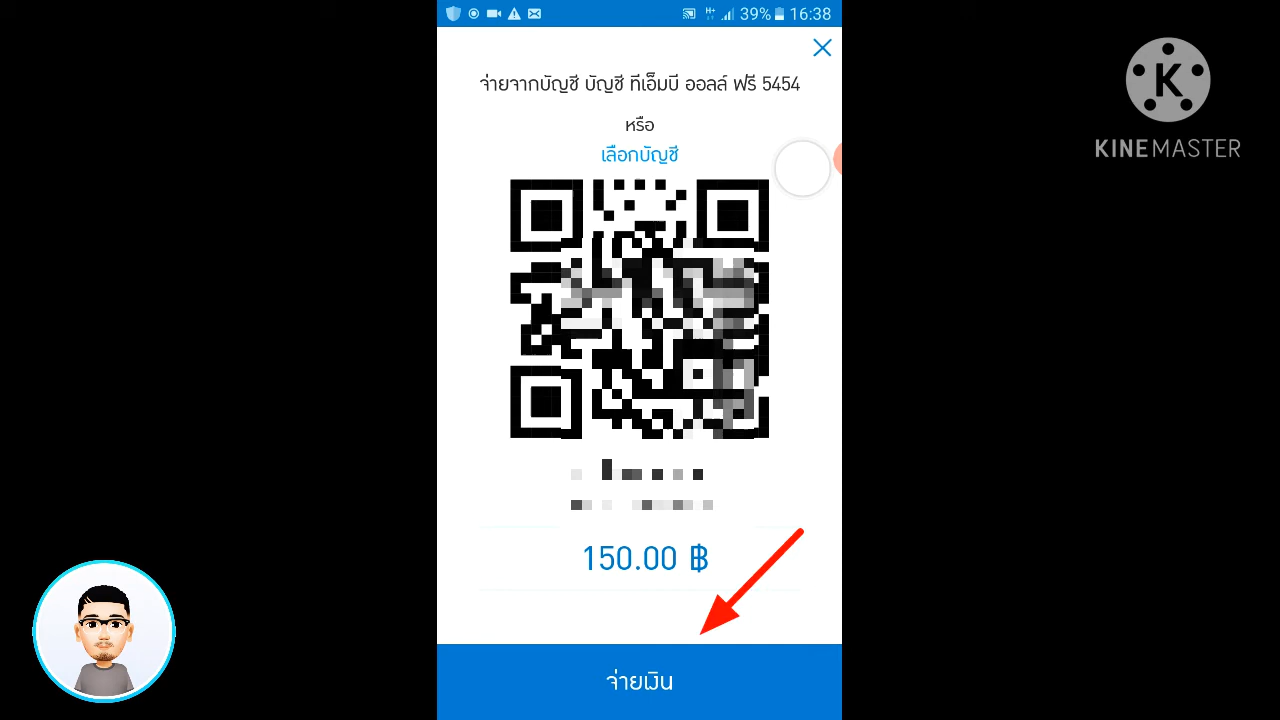 39% 16:38
จ่ายจากบัญชี บัญชี ทีเอ็มบี ออลล์ ฟรี 5454
หรือ
เลือกบัญชี
150.00 ฿
จ่ายเงิน
K
KINEMASTER